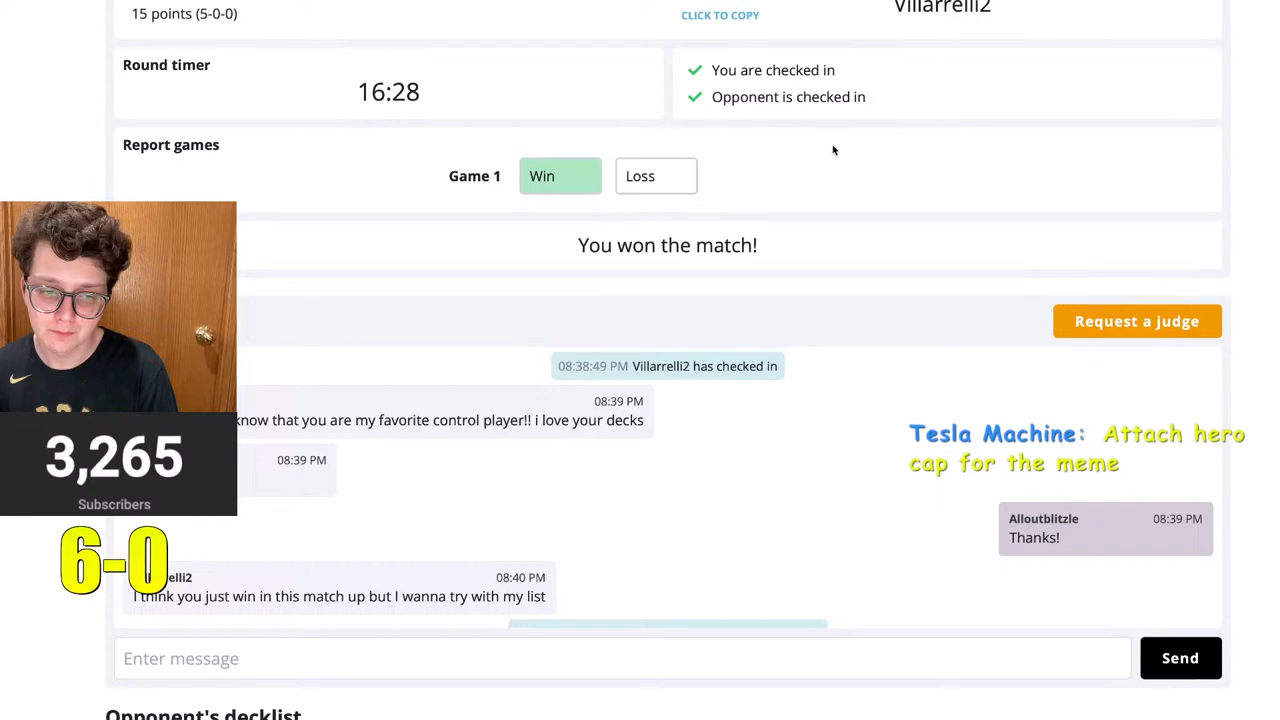 15 points (5-0-0)
CLICK TO COPY
Villarrelli2
Round timer
16:28
You are checked in
Opponent is checked in
Report games
Game 1
Win
Loss
You won the match!
Request a judge
08:38:49 PM Villarrelli2 has checked in
08:39 PM
know that you are my favorite control player!! i love your decks
08:39 PM
Tesla Machine: Attach hero
cap for the meme
3,265
Subscribers
Alloutblitzle 08:39 PM
Thanks!
6-0
elli2 08:40 PM
I think you just win in this match up but I wanna try with my list
Enter message
Send
Opponent's decklist